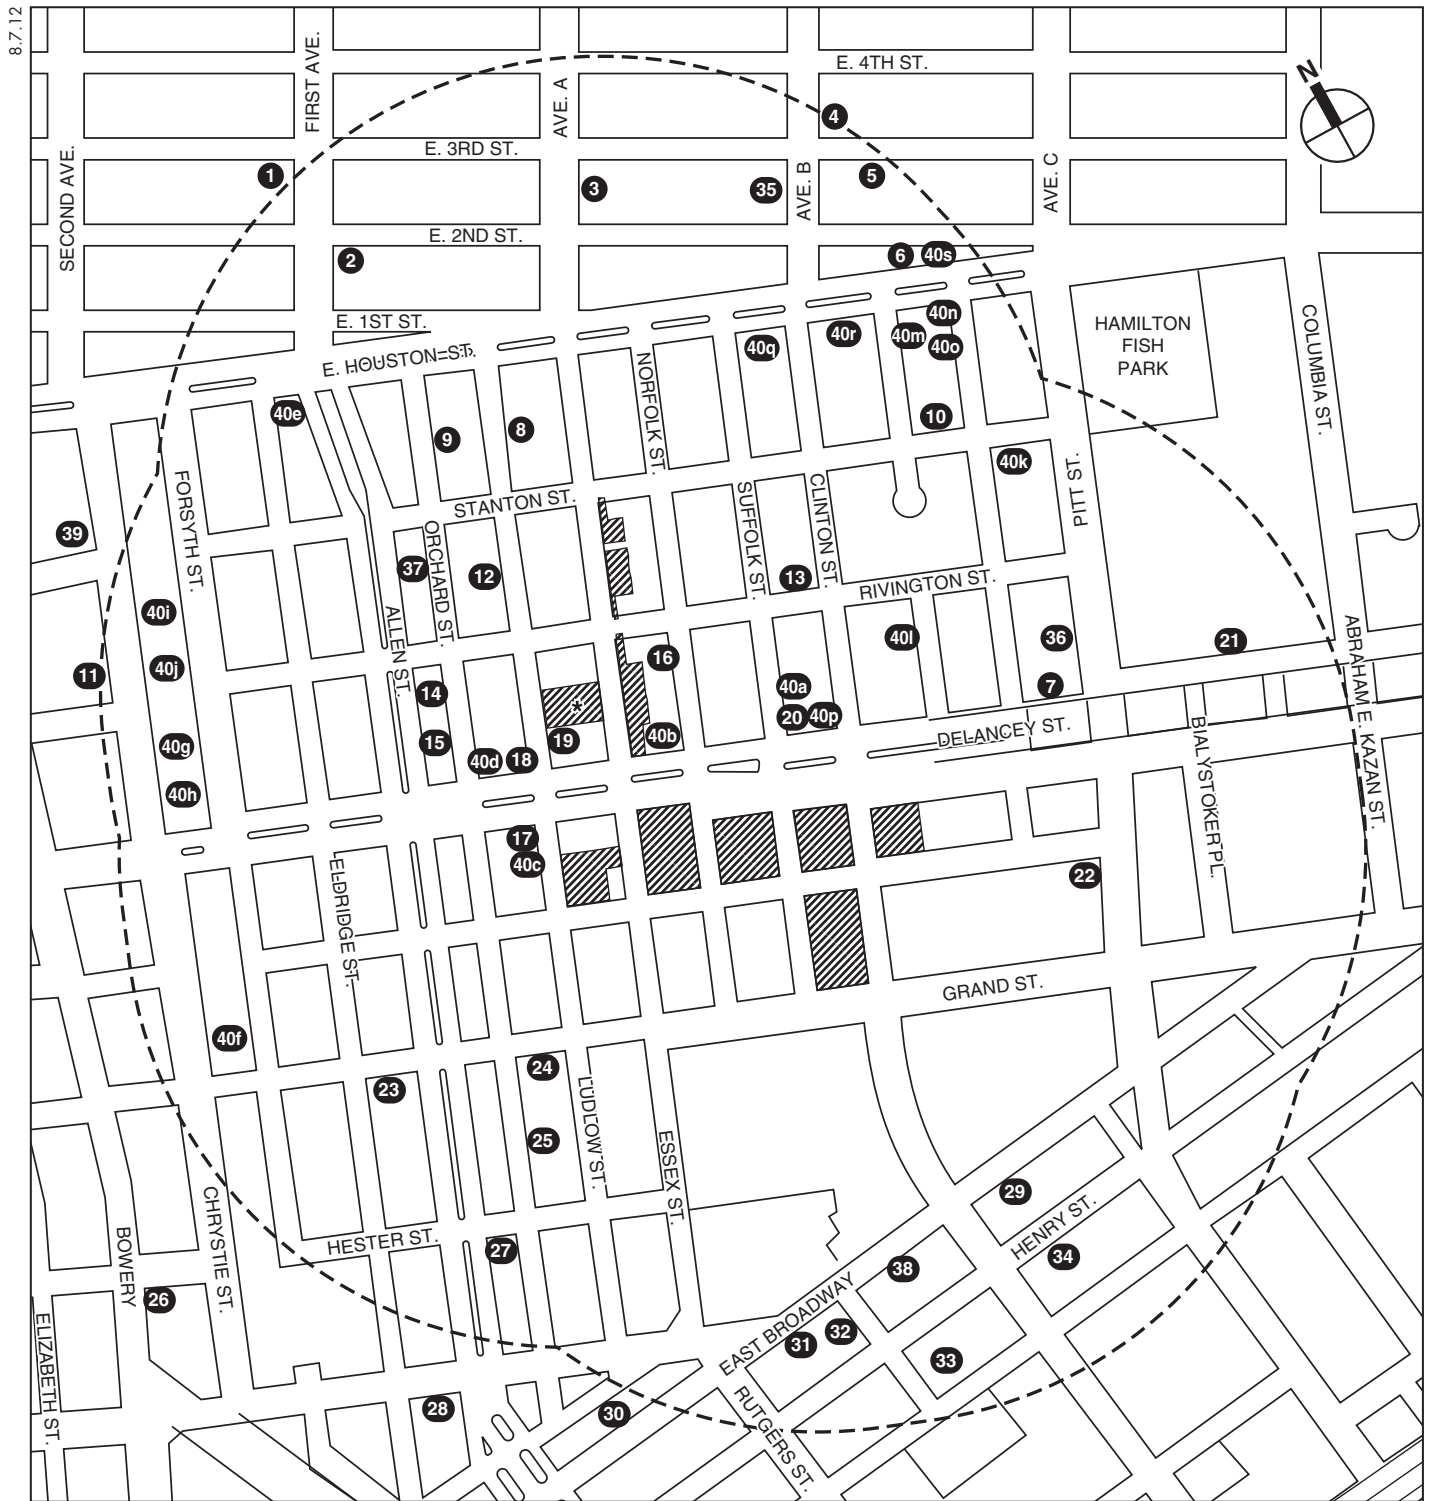 8.7.12
E. 4TH ST.
N
FIRST AVE.
AVE. A
4
E. 3RD ST.
SECOND AVE.
1
3
35
AVE. B
5
AVE. C
E. 2ND ST.
2
6
40s
E. 1ST ST.
E. HOUSTON ST.
40n
40m
40o
40r
40q
HAMILTON
FISH
PARK
COLUMBIA ST.
NORFOLK ST.
40e
9
8
10
40k
STANTON ST.
FORSYTH ST.
39
ORCHARD ST.
SUFFOLK ST.
CLINTON ST.
PITT ST.
37
12
13
RIVINGTON ST.
40i
ALLEN ST.
40j
11
14
16
40l
36
21
ABRAHAM E. KAZAN ST.
40a
7
20
40p
*
15
19
40b
DELANCEY ST.
BIALYSTOKER PL.
40g
40d
18
40h
17
40c
22
ELDRIDGE ST.
GRAND ST.
40f
23
24
LUDLOW ST.
25
ESSEX ST.
29
CHRYSTIE ST.
HESTER ST.
27
HENRY ST.
34
BOWERY
26
38
EAST BROADWAY
31
32
33
ELIZABETH ST.
28
30
RUTGERS ST.